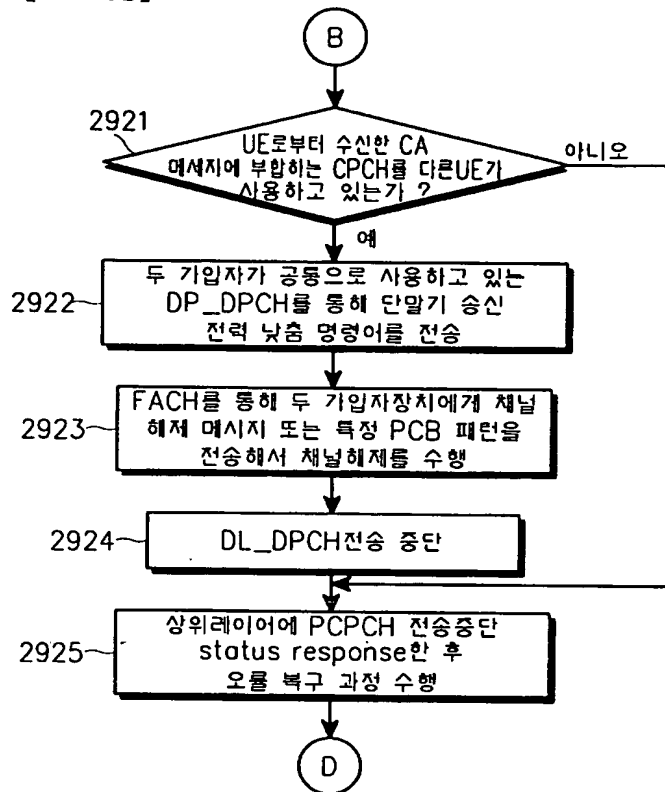 B
2921
UE로부터 수신한 CA
메세지에 부합하는 CPCH를 다른UE가
사용하고 있는가 ?
아니오
예
2922
두 가입자가 공통으로 사용하고 있는
DP_DPCH를 통해 단말기 송신
전력 낮춤 명령어를 전송
2923
FACH를 통해 두 가입자장치에게 채널
해제 메시지 또는 특정 PCB 패턴을
전송해서 채널해제를 수행
2924
DL_DPCH전송 중단
2925
상위레이어에 PCPCH 전송중단
status response한 후
오률 복구 과정 수행
D